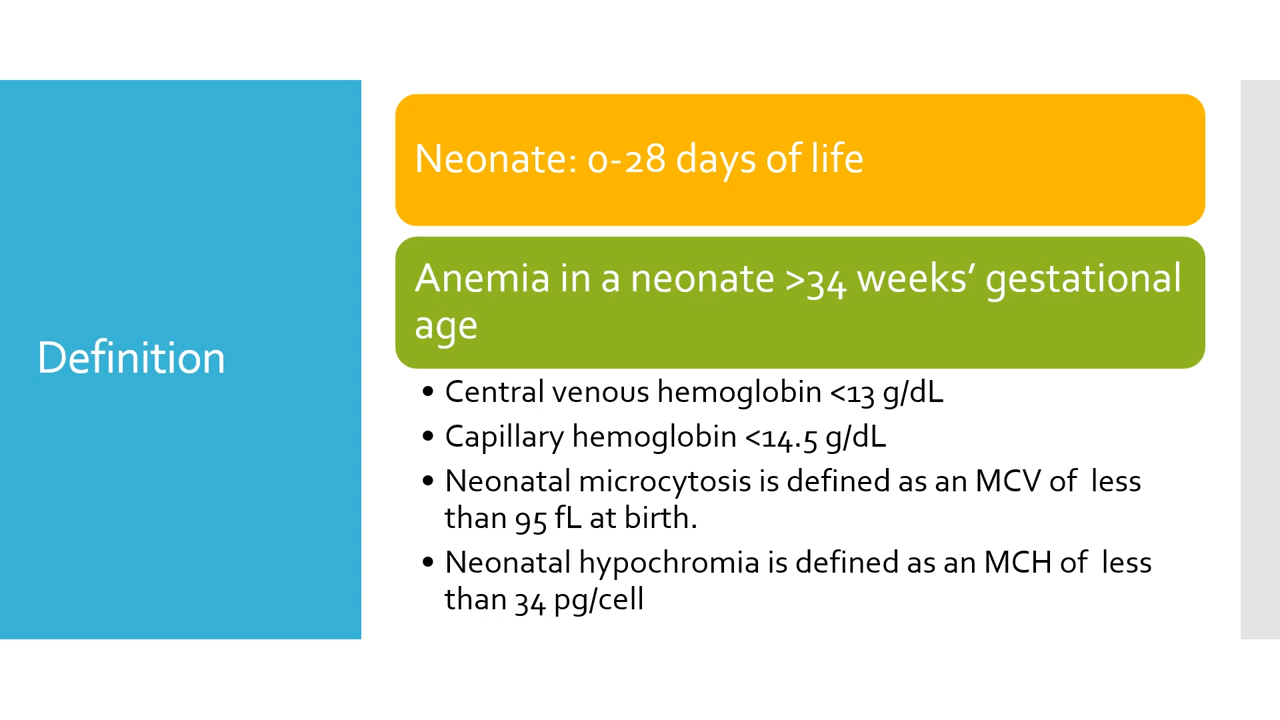 Definition
Neonate: 0-28 days of life
Anemia in a neonate >34 weeks’ gestational
age
• Central venous hemoglobin <13 g/dL
• Capillary hemoglobin <14.5 g/dL
• Neonatal microcytosis is defined as an MCV of  less
than 95 fL at birth.
• Neonatal hypochromia is defined as an MCH of  less
than 34 pg/cell